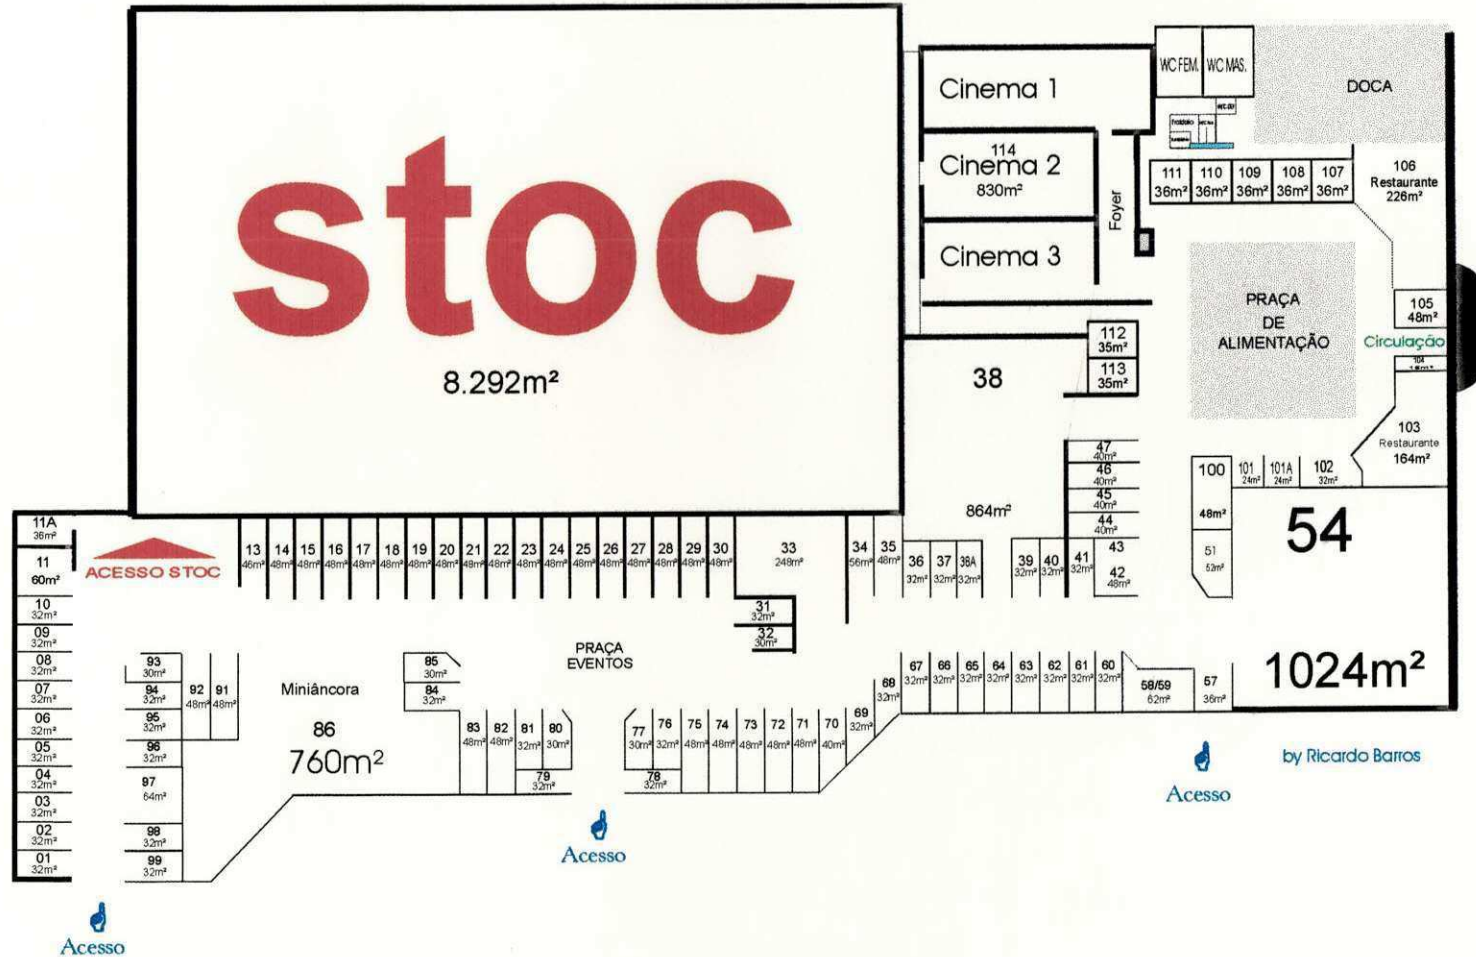 stoc
8.292m²
Cinema 1
114
Cinema 2
830m²
Cinema 3
Foyer
WC FEM.
WC MAS.
DOCA
111
36m²
110
36m²
109
36m²
108
36m²
107
36m²
106
Restaurante
226m²
PRAÇA
DE
ALIMENTAÇÃO
105
48m²
Circulação
104
103
Restaurante
164m²
112
35m²
113
35m²
38
864m²
47
40m²
46
40m²
45
40m²
44
40m²
43
42
48m²
100
48m²
101
24m²
101A
24m²
102
32m²
51
52m²
54
1024m²
11A
36m²
11
60m²
ACESSO STOC
13
46m²
14
48m²
15
48m²
16
48m²
17
48m²
18
48m²
19
48m²
20
48m²
21
48m²
22
48m²
23
48m²
24
48m²
25
48m²
26
48m²
27
48m²
28
48m²
29
48m²
30
48m²
33
248m²
34
56m²
35
48m²
36
32m²
37
32m²
38A
32m²
39
32m²
40
32m²
41
32m²
31
32m²
32
30m²
10
32m²
09
32m²
08
32m²
07
32m²
06
32m²
05
32m²
04
32m²
03
32m²
02
32m²
01
32m²
93
30m²
94
32m²
95
32m²
96
32m²
97
64m²
98
32m²
99
32m²
92
48m²
91
48m²
Miniâncora
86
760m²
85
30m²
84
32m²
PRAÇA
EVENTOS
83
48m²
82
48m²
81
32m²
80
30m²
79
32m²
77
30m²
76
32m²
78
32m²
75
48m²
74
48m²
73
48m²
72
48m²
71
48m²
70
40m²
69
32m²
68
32m²
67
32m²
66
32m²
65
32m²
64
32m²
63
32m²
62
32m²
61
32m²
60
32m²
58/59
62m²
57
36m²
Acesso
by Ricardo Barros
Acesso
Acesso